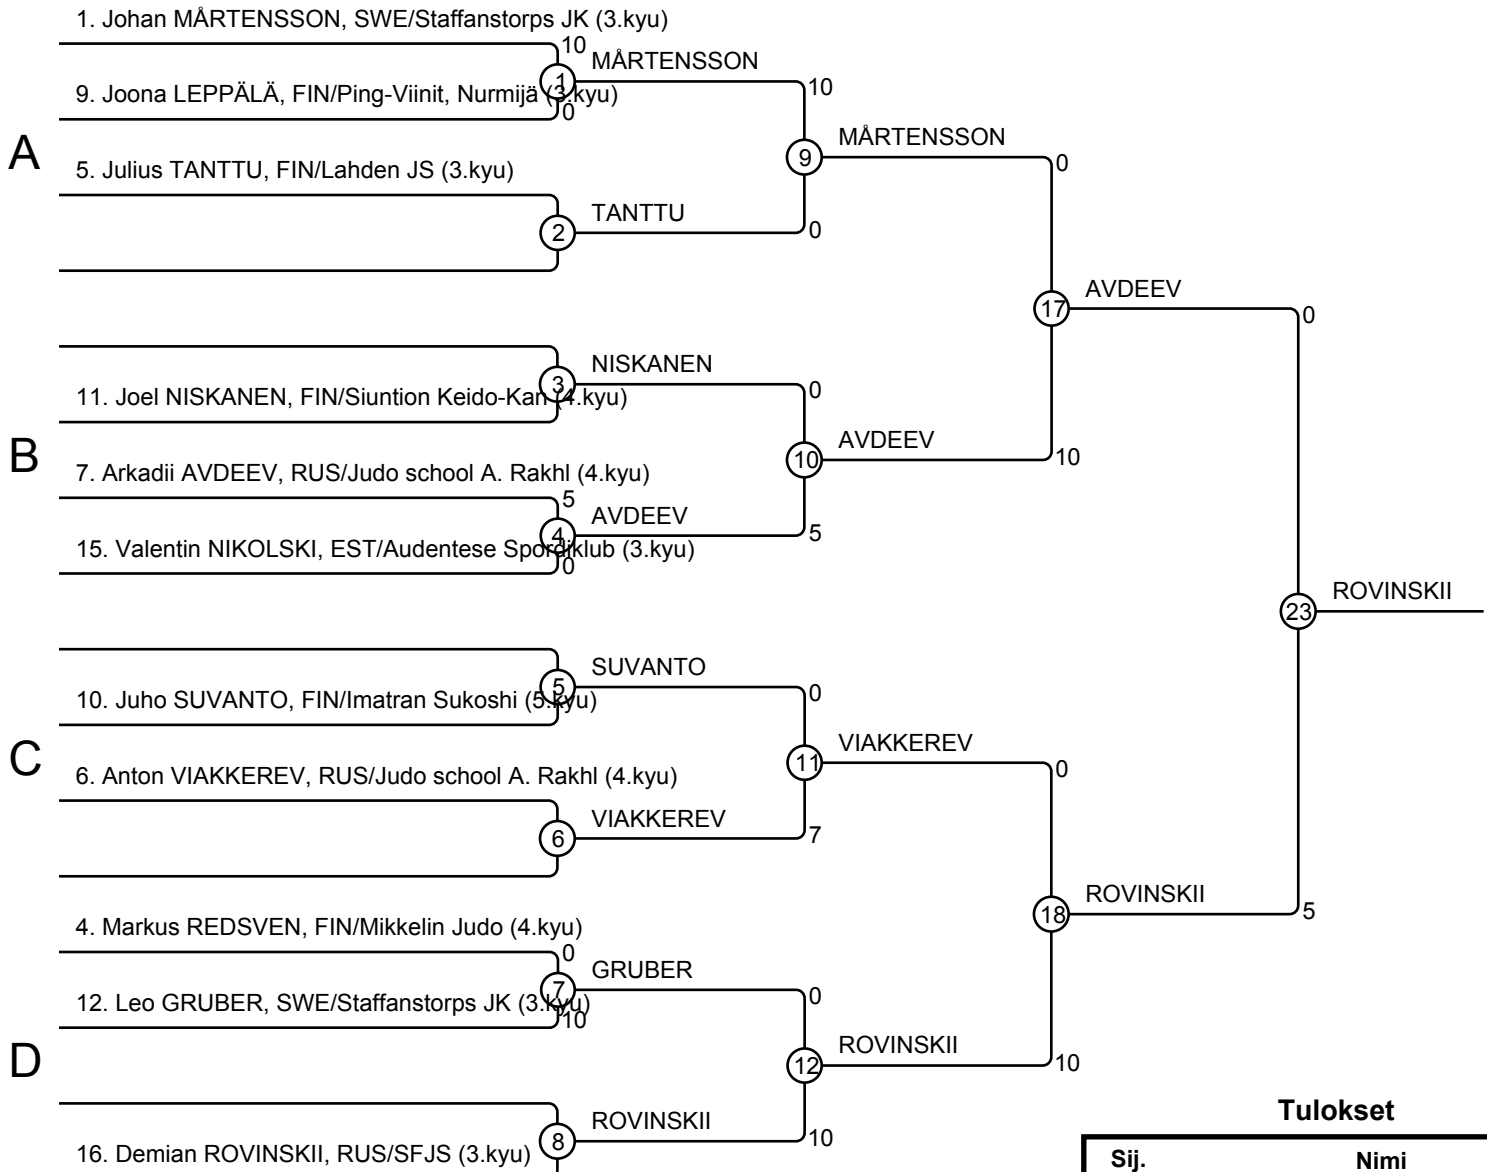 1. Johan MÅRTENSSON, SWE/Staffanstorps JK (3.kyu)
10
MÅRTENSSON
1
9. Joona LEPPÄLÄ, FIN/Ping-Viinit, Nurmijä (3.kyu)
0
10
A
MÅRTENSSON
9
0
5. Julius TANTTU, FIN/Lahden JS (3.kyu)
TANTTU
2
0
AVDEEV
17
0
NISKANEN
3
11. Joel NISKANEN, FIN/Siuntion Keido-Kan (4.kyu)
0
B
AVDEEV
10
10
7. Arkadii AVDEEV, RUS/Judo school A. Rakhl (4.kyu)
5
AVDEEV
4
5
15. Valentin NIKOLSKI, EST/Audentese Spordiklub (3.kyu)
0
ROVINSKII
23
SUVANTO
5
10. Juho SUVANTO, FIN/Imatran Sukoshi (5.kyu)
0
C
VIAKKEREV
11
0
6. Anton VIAKKEREV, RUS/Judo school A. Rakhl (4.kyu)
VIAKKEREV
6
7
ROVINSKII
18
5
4. Markus REDSVEN, FIN/Mikkelin Judo (4.kyu)
0
GRUBER
7
12. Leo GRUBER, SWE/Staffanstorps JK (3.kyu)
10
0
D
ROVINSKII
12
10
ROVINSKII
8
10
16. Demian ROVINSKII, RUS/SFJS (3.kyu)
Tulokset
Sij. Nimi